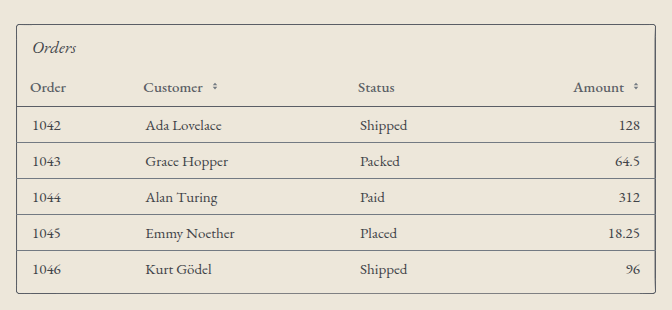 Orders
Order Customer Status Amount
1042 Ada Lovelace Shipped 128
1043 Grace Hopper Packed 64.5
1044 Alan Turing Paid 312
1045 Emmy Noether Placed 18.25
1046 Kurt Gödel Shipped 96